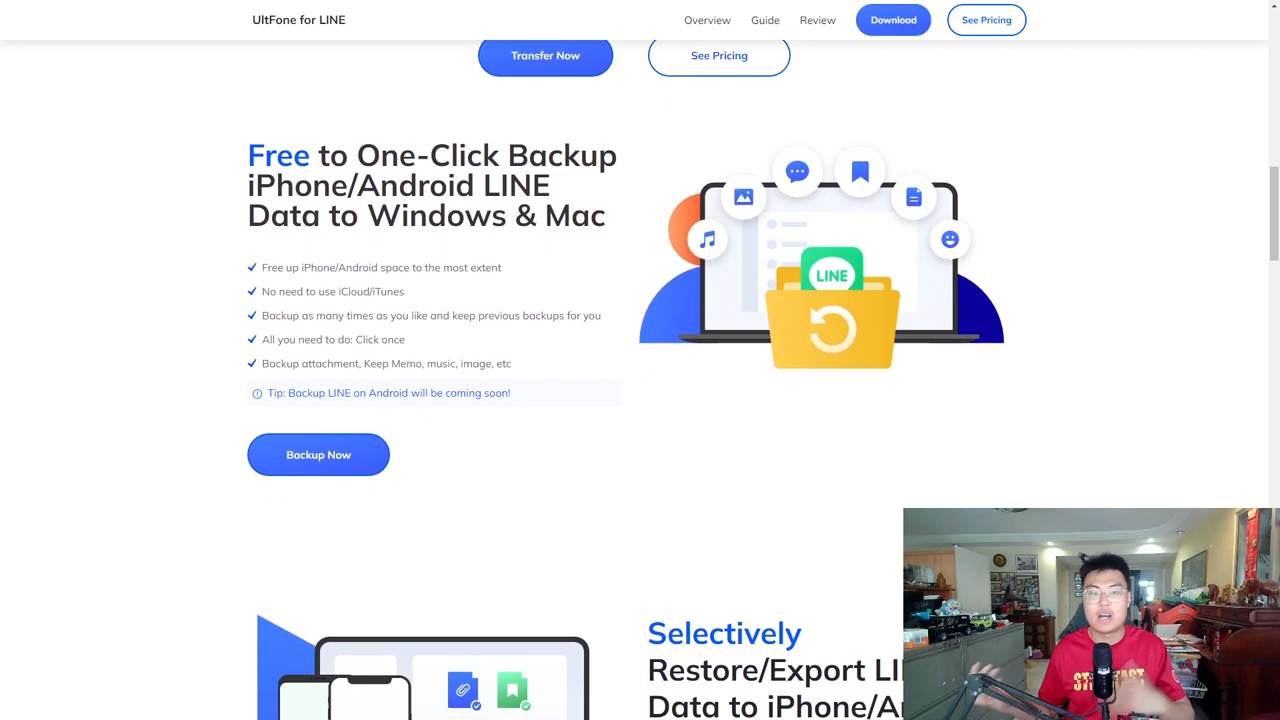 UltFone for LINE
Overview
Guide
Review
Download
See Pricing
Transfer Now
See Pricing
Free to One-Click Backup
iPhone/Android LINE
Data to Windows & Mac
Free up iPhone/Android space to the most extent
No need to use iCloud/iTunes
Backup as many times as you like and keep previous backups for you
All you need to do: Click once
Backup attachment, Keep Memo, music, image, etc
Tip: Backup LINE on Android will be coming soon!
Backup Now
LINE
Selectively
Restore/Export
Data to